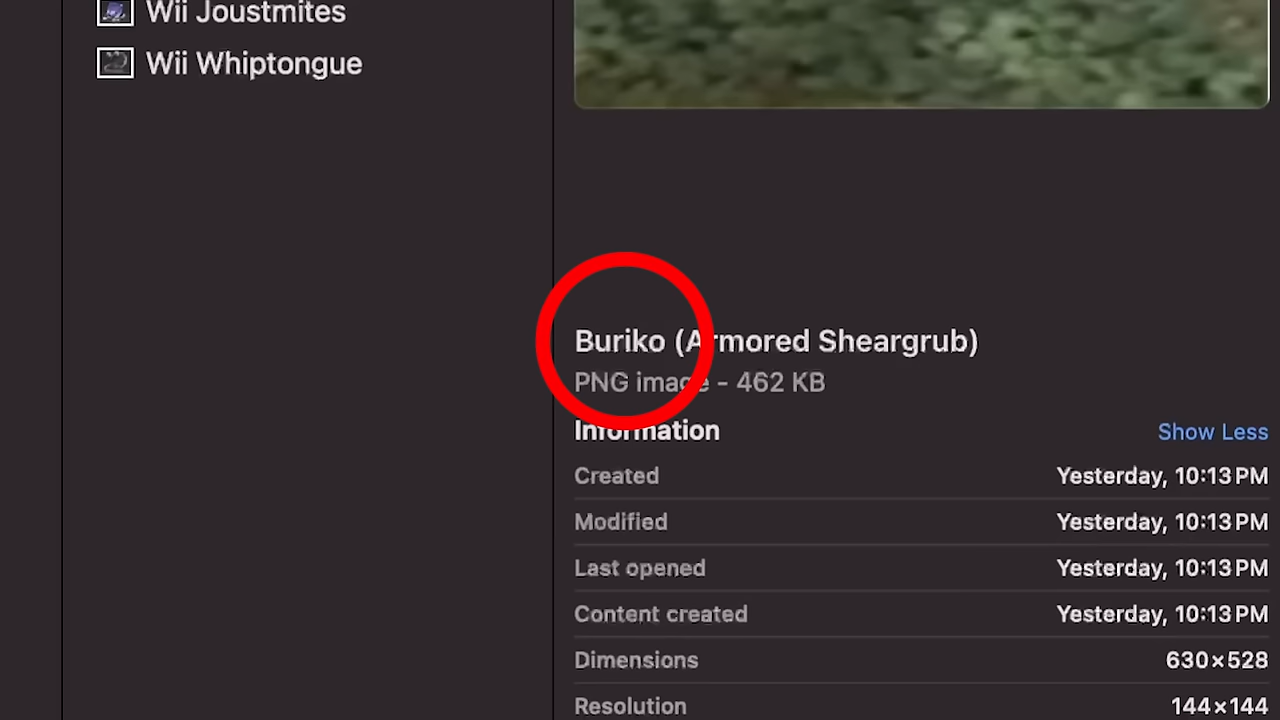 Wii Joustmites
Wii Whiptongue
Buriko (Armored Sheargrub)
PNG image - 462 KB
Information
Show Less
Created
Yesterday, 10:13 PM
Modified
Yesterday, 10:13 PM
Last opened
Yesterday, 10:13 PM
Content created
Yesterday, 10:13 PM
Dimensions
630×528
Resolution
144×144